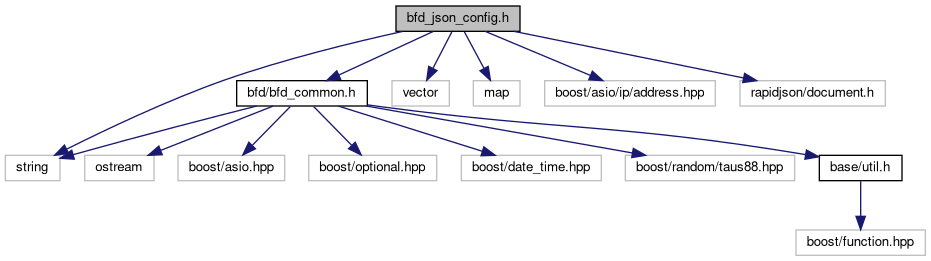 bfd_json_config.h
bfd/bfd_common.h
vector
map
boost/asio/ip/address.hpp
rapidjson/document.h
string
ostream
boost/asio.hpp
boost/optional.hpp
boost/date_time.hpp
boost/random/taus88.hpp
base/util.h
boost/function.hpp